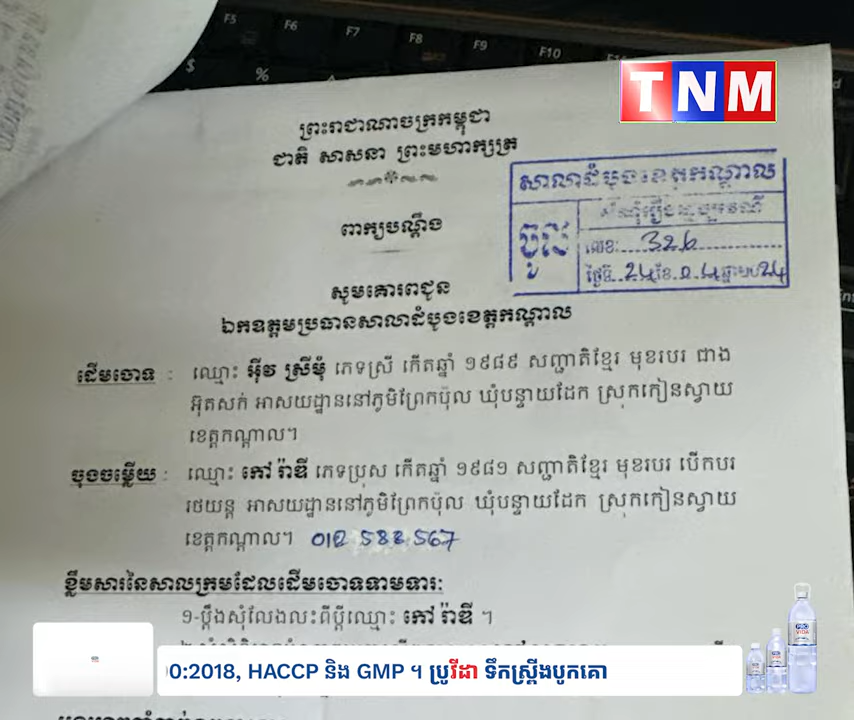 F5 F6 F7 F8 F9 F10
$ %
TNM
ព្រះរាជាណាចក្រកម្ពុជា
ជាតិ សាសនា ព្រះមហាក្សត្រ
សាលាដំបូងខេត្តកណ្តាល
ចូល
លេខ: 326
ថ្ងៃទី 24 ខែ 04 ឆ្នាំ 24
ពាក្យបណ្តឹង
សូមគោរពជូន
ឯកឧត្តមប្រធានសាលាដំបូងខេត្តកណ្តាល
ដើមចោទ : ឈ្មោះ អ៊ីវ ស្រីមុំ ភេទស្រី កើតឆ្នាំ ១៩៨៩ សញ្ជាតិខ្មែរ មុខរបរ ជាង
អ៊ុតសក់ អាសយដ្ឋាននៅភូមិព្រែកប៉ុល ឃុំបន្ទាយដែក ស្រុកកៀនស្វាយ
ខេត្តកណ្តាល។
ចុងចម្លើយ : ឈ្មោះ កៅ រ៉ាឌី ភេទប្រុស កើតឆ្នាំ ១៩៨១ សញ្ជាតិខ្មែរ មុខរបរ បើកបរ
រថយន្ត អាសយដ្ឋាននៅភូមិព្រែកប៉ុល ឃុំបន្ទាយដែក ស្រុកកៀនស្វាយ
ខេត្តកណ្តាល។ 012 588 567
ខ្លឹមសារនៃសាលក្រមដែលដើមចោទទាមទារ:
១-ប្តឹងសុំលែងលះពីប្តីឈ្មោះ កៅ រ៉ាឌី ។
00:2018, HACCP និង GMP ។ ប្រូវីដា ទឹកស្ត្រីងបូកគោ
PRO VIDA